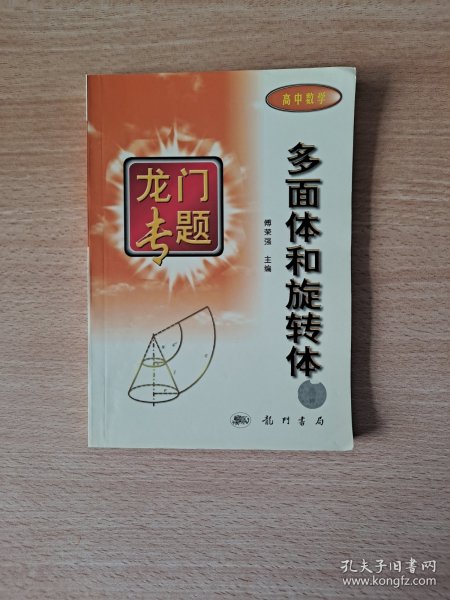 高中数学
多面体和旋转体
龙门
专题
傅荣强 主编
龍門書局
孔夫子旧书网
www.kongfz.com